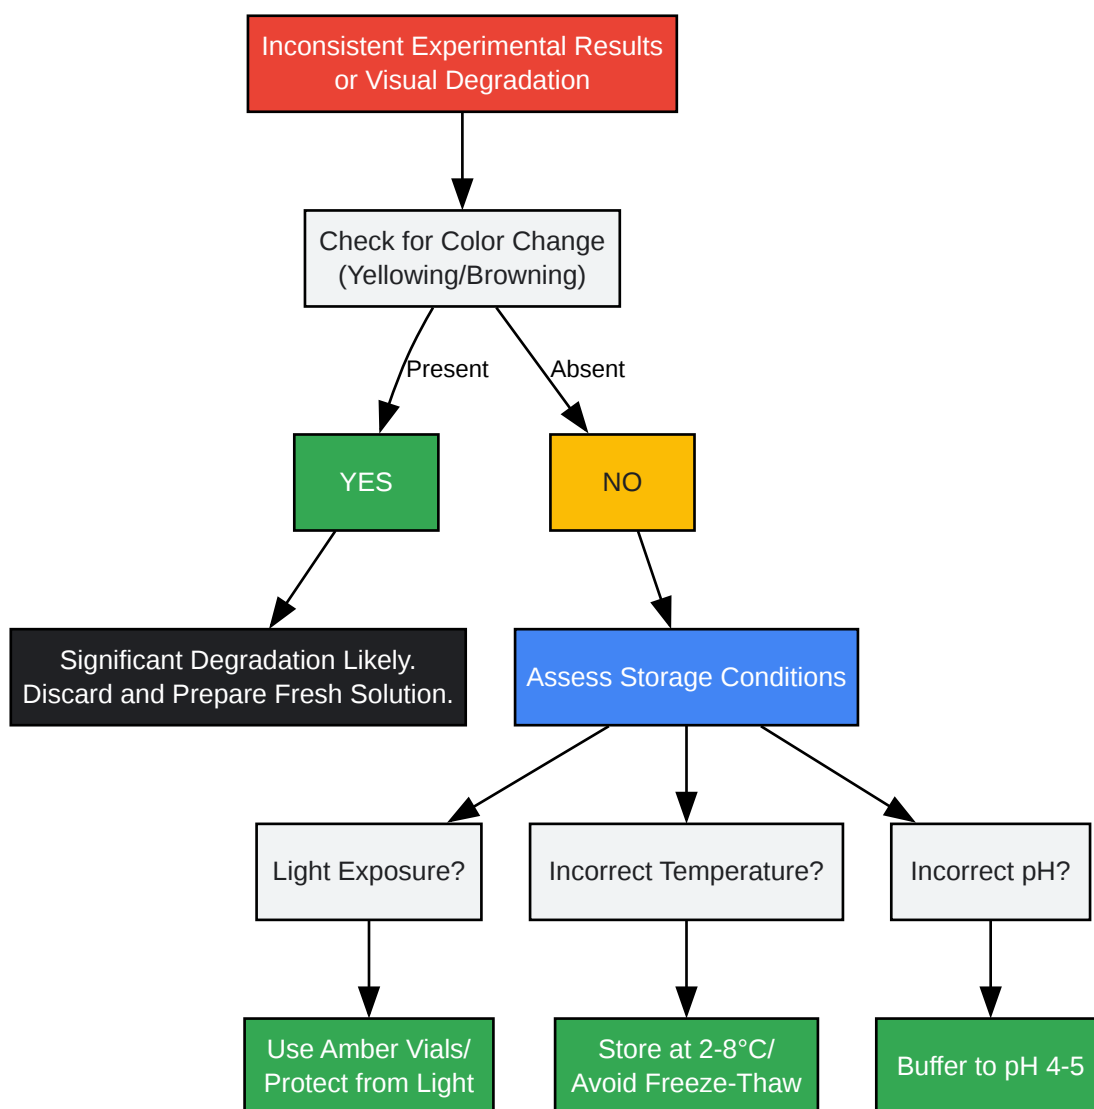 Inconsistent Experimental Results
or Visual Degradation
Check for Color Change
(Yellowing/Browning)
Present
Absent
YES
NO
Significant Degradation Likely.
Discard and Prepare Fresh Solution.
Assess Storage Conditions
Light Exposure?
Incorrect Temperature?
Incorrect pH?
Use Amber Vials/
Protect from Light
Store at 2-8°C/
Avoid Freeze-Thaw
Buffer to pH 4-5